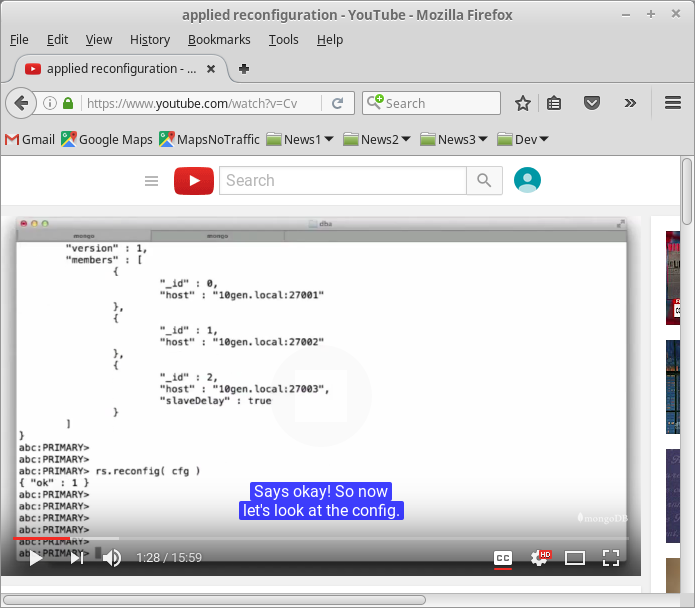 applied reconfiguration - YouTube - Mozilla Firefox
File Edit View History Bookmarks Tools Help
applied reconfiguration - ...
https://www.youtube.com/watch?v=Cv
Search
Gmail Google Maps MapsNoTraffic News1 News2 News3 Dev
Search
dba
mongo mongo
"version" : 1,
"members" : [
{
"_id" : 0,
"host" : "10gen.local:27001"
},
{
"_id" : 1,
"host" : "10gen.local:27002"
},
{
"_id" : 2,
"host" : "10gen.local:27003",
"slaveDelay" : true
}
]
}
abc:PRIMARY>
abc:PRIMARY>
abc:PRIMARY> rs.reconfig( cfg )
{ "ok" : 1 }
abc:PRIMARY>
abc:PRIMARY>
abc:PRIMARY>
abc:PRIMARY>
abc:PRIMARY>
abc:PRIMARY>
Says okay! So now
let's look at the config.
mongoDB
1:28 / 15:59
CC
HD